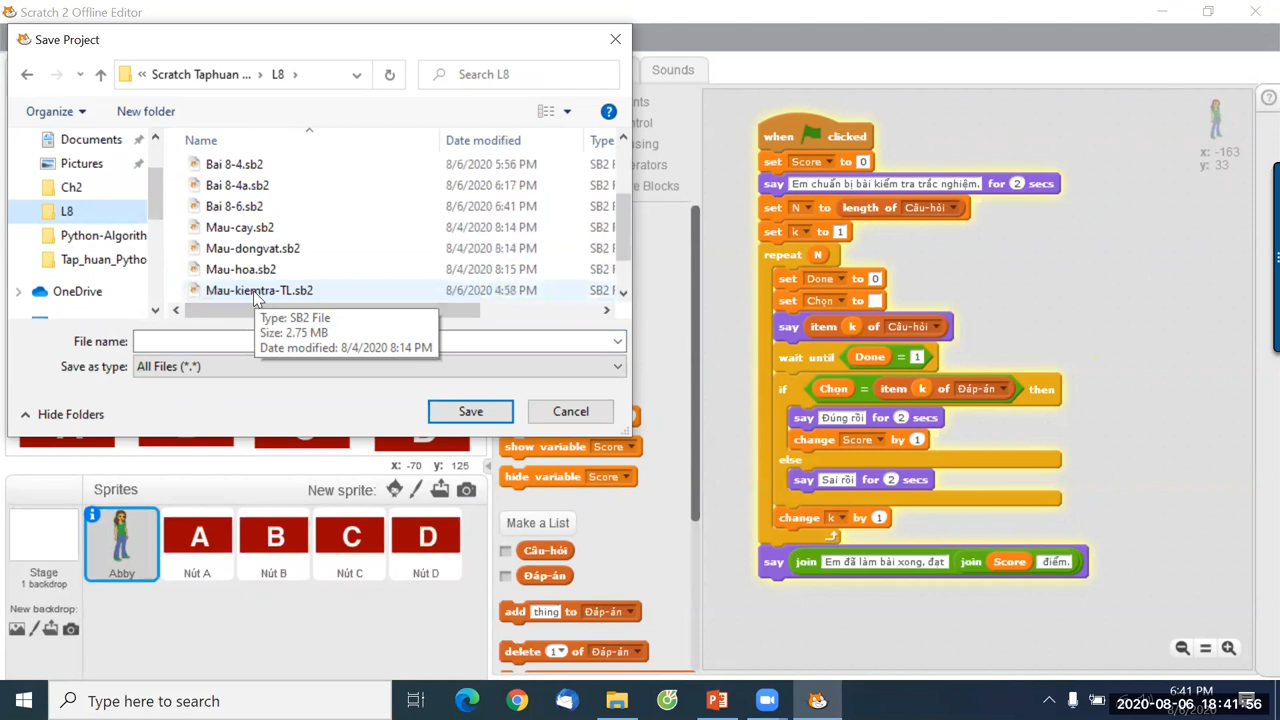 Scratch 2 Offline Editor
Save Project
Scratch Taphuan ... › L8 ›
Search L8
Organize
New folder
Documents
Pictures
Ch2
L8
Python-Algorith
Tap_huan_Pytho
OneDrive
Name
Date modified
Type
Bai 8-4.sb2 8/6/2020 5:56 PM SB2 F
Bai 8-4a.sb2 8/6/2020 6:17 PM SB2 F
Bai 8-6.sb2 8/6/2020 6:41 PM SB2 F
Mau-cay.sb2 8/4/2020 8:14 PM SB2 F
Mau-dongvat.sb2 8/4/2020 8:14 PM SB2 F
Mau-hoa.sb2 8/4/2020 8:15 PM SB2 F
Mau-kiemtra-TL.sb2 8/6/2020 4:58 PM SB2 F
Type: SB2 File
Size: 2.75 MB
Date modified: 8/4/2020 8:14 PM
File name:
Save as type: All Files (*.*)
Hide Folders
Save
Cancel
x: -70 y: 125
Sprites
New sprite:
Stage
1 backdrop
New backdrop:
Abby
A
Nút A
B
Nút B
C
Nút C
D
Nút D
Sounds
show variable Score
hide variable Score
Make a List
Câu-hỏi
Đáp-án
add thing to Đáp-án
delete 1 of Đáp-án
when clicked
set Score to 0
say Em chuẩn bị bài kiểm tra trắc nghiệm. for 2 secs
set N to length of Câu-hỏi
set k to 1
repeat N
set Done to 0
set Chọn to
say item k of Câu-hỏi
wait until Done = 1
if Chọn = item k of Đáp-án then
say Đúng rồi for 2 secs
change Score by 1
else
say Sai rồi for 2 secs
change k by 1
say join Em đã làm bài xong, đạt join Score điểm.
x: -163
y: 33
Type here to search
6:41 PM
2020-08-06 18:41:56